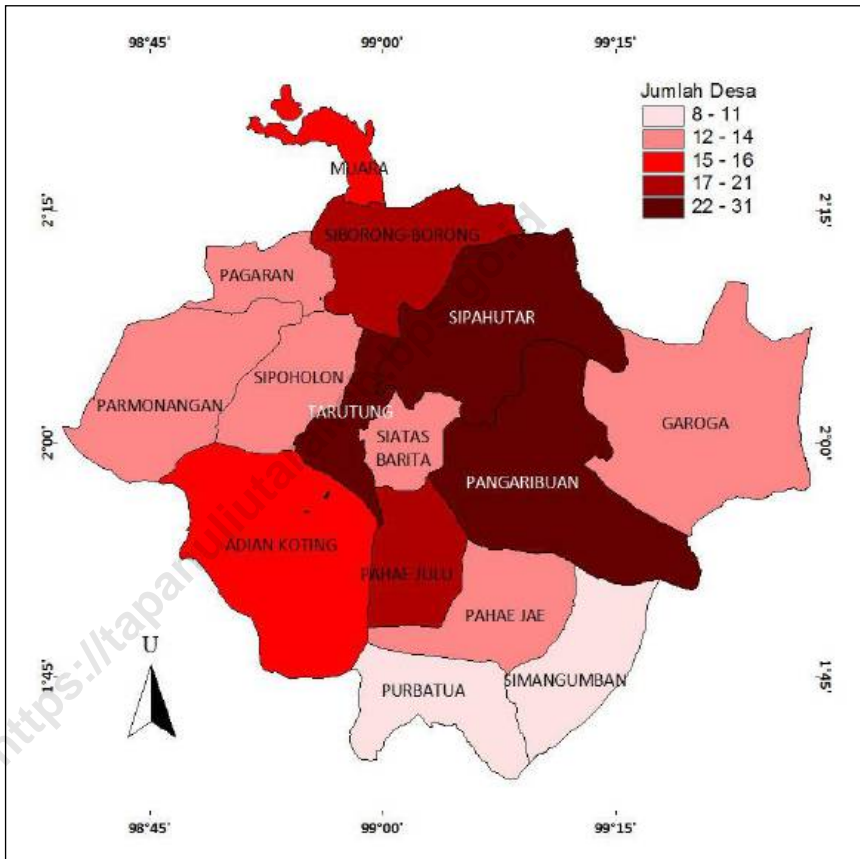 98°45'
99°00'
99°15'
Jumlah Desa
8 - 11
12 - 14
15 - 16
17 - 21
22 - 31
MUARA
2°15'
2°15'
SIBORONG-BORONG
PAGARAN
SIPAHUTAR
SIPOHOLON
PARMONANGAN
TARUTUNG
SIATAS
BARITA
GAROGA
2°00'
2°00'
PANGARIBUAN
ADIAN KOTING
PAHAE JULU
PAHAE JAE
U
1°45'
1°45'
PURBATUA
SIMANGUMBAN
98°45'
99°00'
99°15'